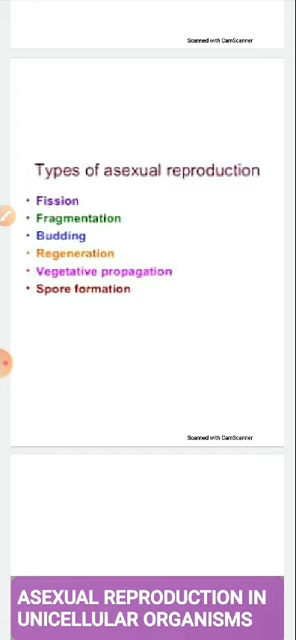 Scanned with CamScanner
Types of asexual reproduction
• Fission
• Fragmentation
• Budding
• Regeneration
• Vegetative propagation
• Spore formation
Scanned with CamScanner
ASEXUAL REPRODUCTION IN
UNICELLULAR ORGANISMS